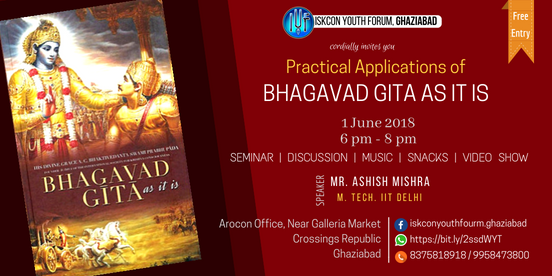 ISKCON YOUTH FORUM, GHAZIABAD
Free
Entry
cordially invites you
Practical Applications of
BHAGAVAD GITA AS IT IS
1 June 2018
6 pm - 8 pm
SEMINAR | DISCUSSION | MUSIC | SNACKS | VIDEO SHOW
SPEAKER
MR. ASHISH MISHRA
M. TECH. IIT DELHI
Arocon Office, Near Galleria Market
Crossings Republic
Ghaziabad
iskconyouthfourm.ghaziabad
https://bit.ly/2ssdWYT
8375818918 / 9958473800
HIS DIVINE GRACE A. C. BHAKTIVEDANTA SWAMI PRABHUPĀDA
BHAGAVAD
GĪTĀ as it is